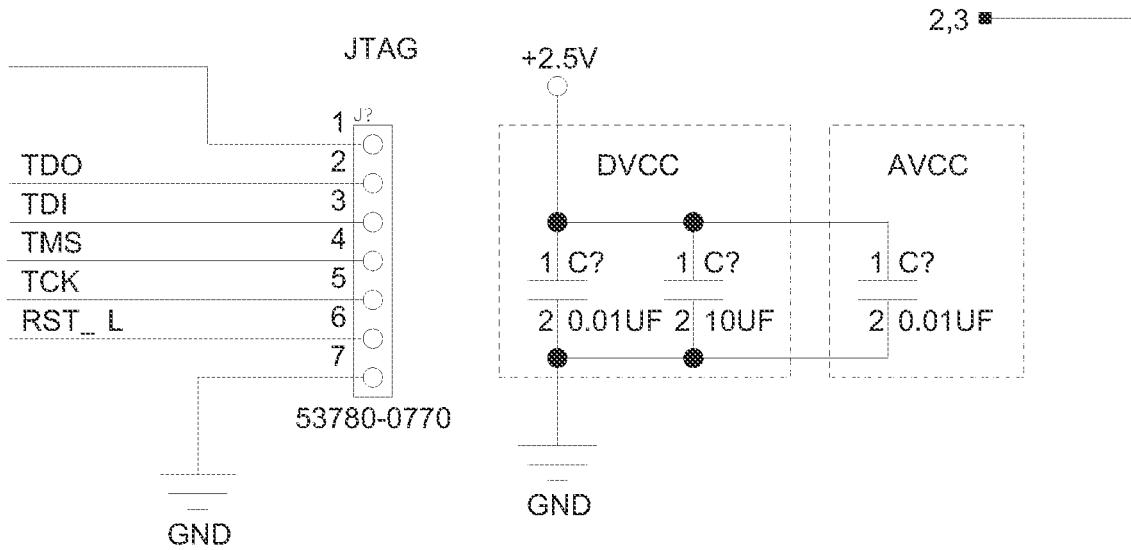 2,3
JTAG
+2.5V
J?
1
2
3
4
5
6
7
TDO
TDI
TMS
TCK
RST_ L
53780-0770
GND
DVCC
AVCC
1 C?
2 0.01UF
1 C?
2 10UF
1 C?
2 0.01UF
GND